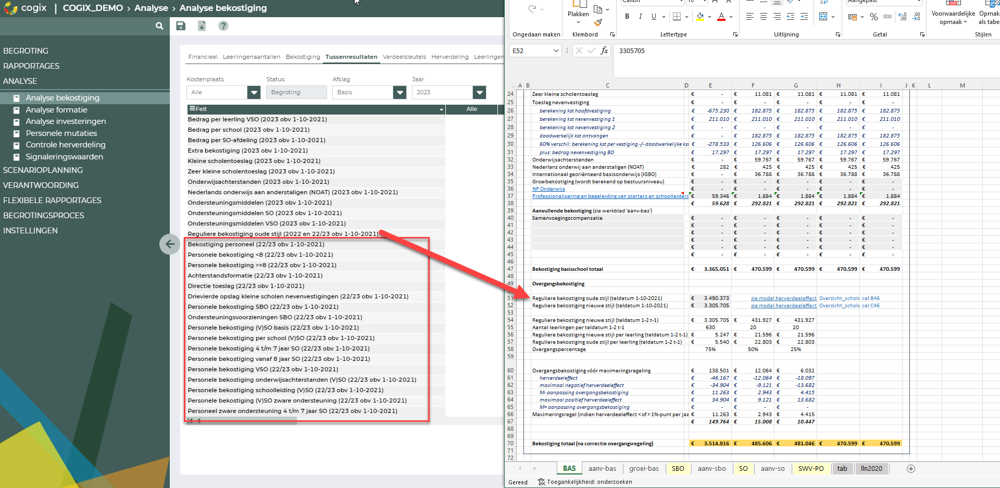 cogix | COGIX_DEMO › Analyse › Analyse bekostiging
BEGROTING
RAPPORTAGES
ANALYSE
Analyse bekostiging
Analyse formatie
Analyse investeringen
Personele mutaties
Controle herverdeling
Signaleringswaarden
SCENARIOPLANNING
VERANTWOORDING
FLEXIBELE RAPPORTAGES
BEGROTINGSPROCES
INSTELLINGEN
Financieel Leerlingenaantallen Bekostiging Tussenresultaten Verdeelsleutels Herverdeling Leerlingen
Kostenplaats Status Afslag Jaar
Alle Begroting Basis 2023
Feit Alle
Bedrag per leerling VSO (2023 obv 1-10-2021)
Bedrag per school (2023 obv 1-10-2021)
Bedrag per SO-afdeling (2023 obv 1-10-2021)
Extra bekostiging (2023 obv 1-10-2021)
Kleine scholentoeslag (2023 obv 1-10-2021)
Zeer kleine scholentoeslag (2023 obv 1-10-2021)
Onderwijsachterstanden (2023 obv 1-10-2021)
Nederlands onderwijs aan anderstaligen (NOAT) (2023 obv 1-10-2021)
Ondersteuningsmiddelen (2023 obv 1-10-2021)
Ondersteuningsmiddelen SO (2023 obv 1-10-2021)
Ondersteuningsmiddelen VSO (2023 obv 1-10-2021)
Reguliere bekostiging oude stijl (2022 en 22/23 obv 1-10-2021)
Bekostiging personeel (22/23 obv 1-10-2021)
Personele bekostiging <8 (22/23 obv 1-10-2021)
Personele bekostiging >=8 (22/23 obv 1-10-2021)
Achterstandsformatie (22/23 obv 1-10-2021)
Directie toeslag (22/23 obv 1-10-2021)
Drievierde opslag kleine scholen nevenvestigingen (22/23 obv 1-10-2021)
Personele bekostiging SBO (22/23 obv 1-10-2021)
Ondersteuningsvoorzieningen SBO (22/23 obv 1-10-2021)
Personele bekostiging (V)SO basis (22/23 obv 1-10-2021)
Personele bekostiging per school (V)SO (22/23 obv 1-10-2021)
Personele bekostiging 4 t/m 7 jaar SO (22/23 obv 1-10-2021)
Personele bekostiging vanaf 8 jaar SO (22/23 obv 1-10-2021)
Personele bekostiging VSO (22/23 obv 1-10-2021)
Personele bekostiging onderwijsachterstanden (V)SO (22/23 obv 1-10-2021)
Personele bekostiging schoolleiding (V)SO (22/23 obv 1-10-2021)
Personele bekostiging (V)SO zware ondersteuning (22/23 obv 1-10-2021)
Personeel zware ondersteuning 4 t/m 7 jaar SO (22/23 obv 1-10-2021)
Plakken
B I U
A % 000
Voorwaardelijke Opmak
opmaak als tabe
Ongedaan maken Klembord Lettertype Uitlijning Getal Stijlen
E52 fx 3305705
A B C D E F G H I J K L M
24 Zeer kleine scholentoeslag € - € 11.081 € 11.081 € 11.081 € 11.081
25 Toeslag nevenvestiging € - € - € - € - € -
26 berekening kst hoofdvestiging € -675.230 € 182.875 € 182.875 € 182.875 € 182.875
27 berekening kst nevenvestiging 1 € 211.010 € 211.010 € 211.010 € 211.010 € 211.010
28 berekening kst nevenvestiging 2 € - € - € - € - € -
29 daadwerkelijk kst ontvangen € - € 182.875 € 182.875 € 182.875 € 182.875
30 60% verschil: berekening kst per vestiging -/- daadwerkelijke kst € -278.533 € 126.606 € 126.606 € 126.606 € 126.606
31 plus: bedrag nevenvestiging BO € 17.297 € 17.297 € 17.297 € 17.297 € 17.297
32 Onderwijsachterstanden € - € 59.767 € 59.767 € 59.767 € 59.767
33 Nederlans onderwij aan anderstaligen (NOAT) € 282 € 425 € 425 € 425 € 425
34 Internationaal georiënteerd basisonderwijs (IGBO) € - € 36.788 € 36.788 € 36.788 € 36.788
35 Groeibekostiging (wordt berekend op bestuursniveau) € - € - € - € - € -
36 NP Onderwijs € - € - € - € - € -
37 Professionalisering en begeleiding van starters en schoolleiders € 59.346 € 1.884 € 1.884 € 1.884 € 1.884
38 € 59.628 € 292.821 € 292.821 € 292.821 € 292.821
39 Aanvullende bekostiging (zie werkblad 'aanv-bas')
40 Samenvoegingscompensatie € - € - € - € - € -
41 € - € - € - € - € -
42 € - € - € - € - € -
43 € - € - € - € - € -
44 € - € - € - € - € -
45 € - € - € - € - € -
46
47 Bekostiging basisschool totaal € 3.365.051 € 470.599 € 470.599 € 470.599 € 470.599
48
49 Overgangsbekostiging
51 Reguliere bekostiging oude stijl (teldatum 1-10-2021) € 3.490.373 zie model herverdeeleffect Overzicht_schole cel B46
52 Reguliere bekostiging nieuwe stijl (teldatum 1-10-2021) € 3.305.705 zie model herverdeeleffect Overzicht_schole cel C46
53
54 Reguliere bekostiging nieuwe stijl (teldatum 1-2 t-1) € 3.305.705 € 431.927 € 431.927
55 Aantal leerlingen per teldatum 1-2 t-1 630 20 20
56 Reguliere bekostiging nieuwe stijl per leerling (teldatum 1-2 t-1) € 5.247 € 21.596 € 21.596
57 Reguliere bekostiging oude stijl per leerling (teldatum 1-2 t-1) € 5.540 € 22.803 € 22.803
58 Overgangspercentage 75% 50% 25%
59
60 Overgangsbekostiging vóór maximeringsregeling € 138.501 € 12.064 € 6.032
61 herverdeeleffect € -46.167 € -12.064 € -18.097
62 maximaal negatief herverdeeleffect € -34.904 € -9.121 € -13.682
63 M- aanpassing overgangsbekostiging € 11.263 € 2.943 € 4.415
64 maximaal positief herverdeeleffect € 34.904 € 9.121 € 13.682
65 M+ aanpassing overgangsbekostiging € - € - € -
66 Maximeringsregel (indien herverdeeleffect < of > 1%-punt per jaa € 11.263 € 2.943 € 4.415
67 € 149.764 € 15.008 € 10.447
68
69
70 Bekostiging totaal (na correctie overgangsregeling) € 3.514.816 € 485.606 € 481.046 € 470.599 € 470.599
71
72
BAS aanv-bas groei-bas SBO aanv-sbo SO aanv-so SWV-PO tab lln2020
Gereed Toegankelijkheid: onderzoeken